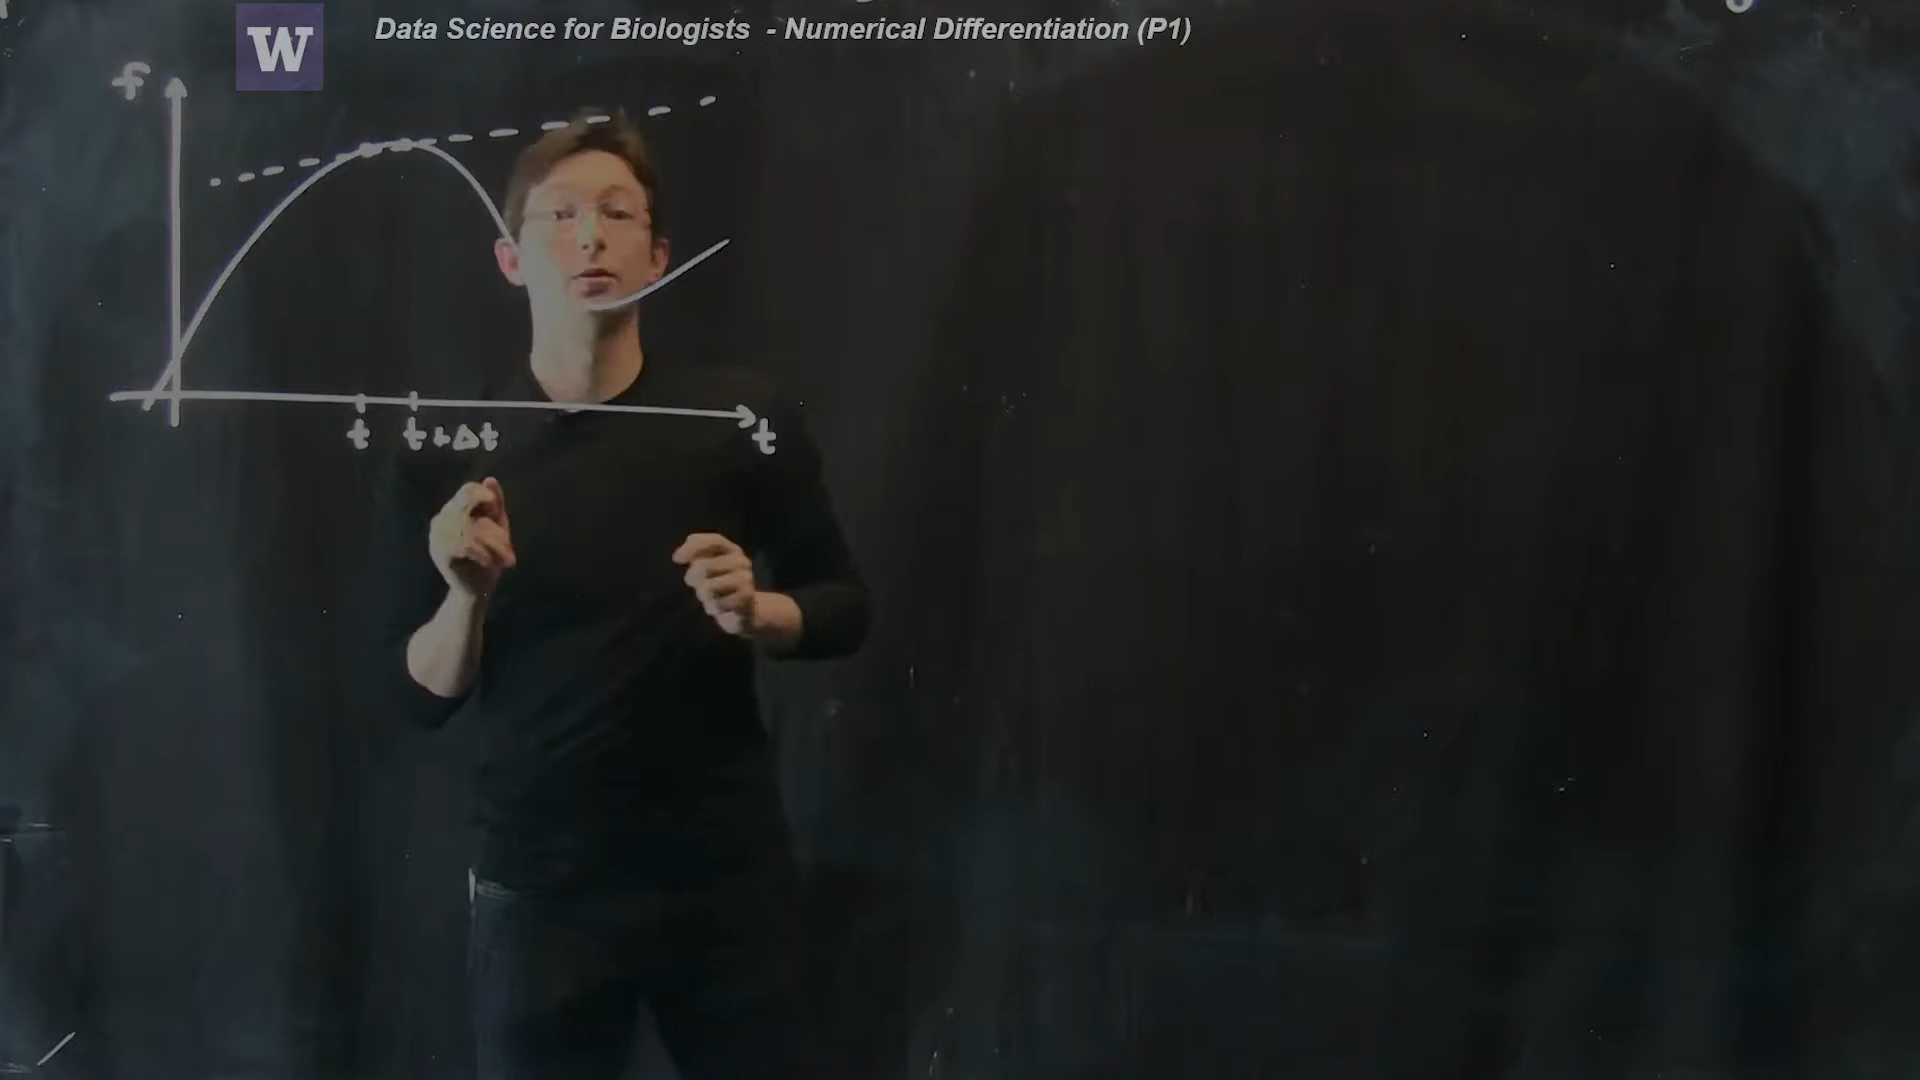 Data Science for Biologists - Numerical Differentiation (P1)
W
f
t
t+Δt
t